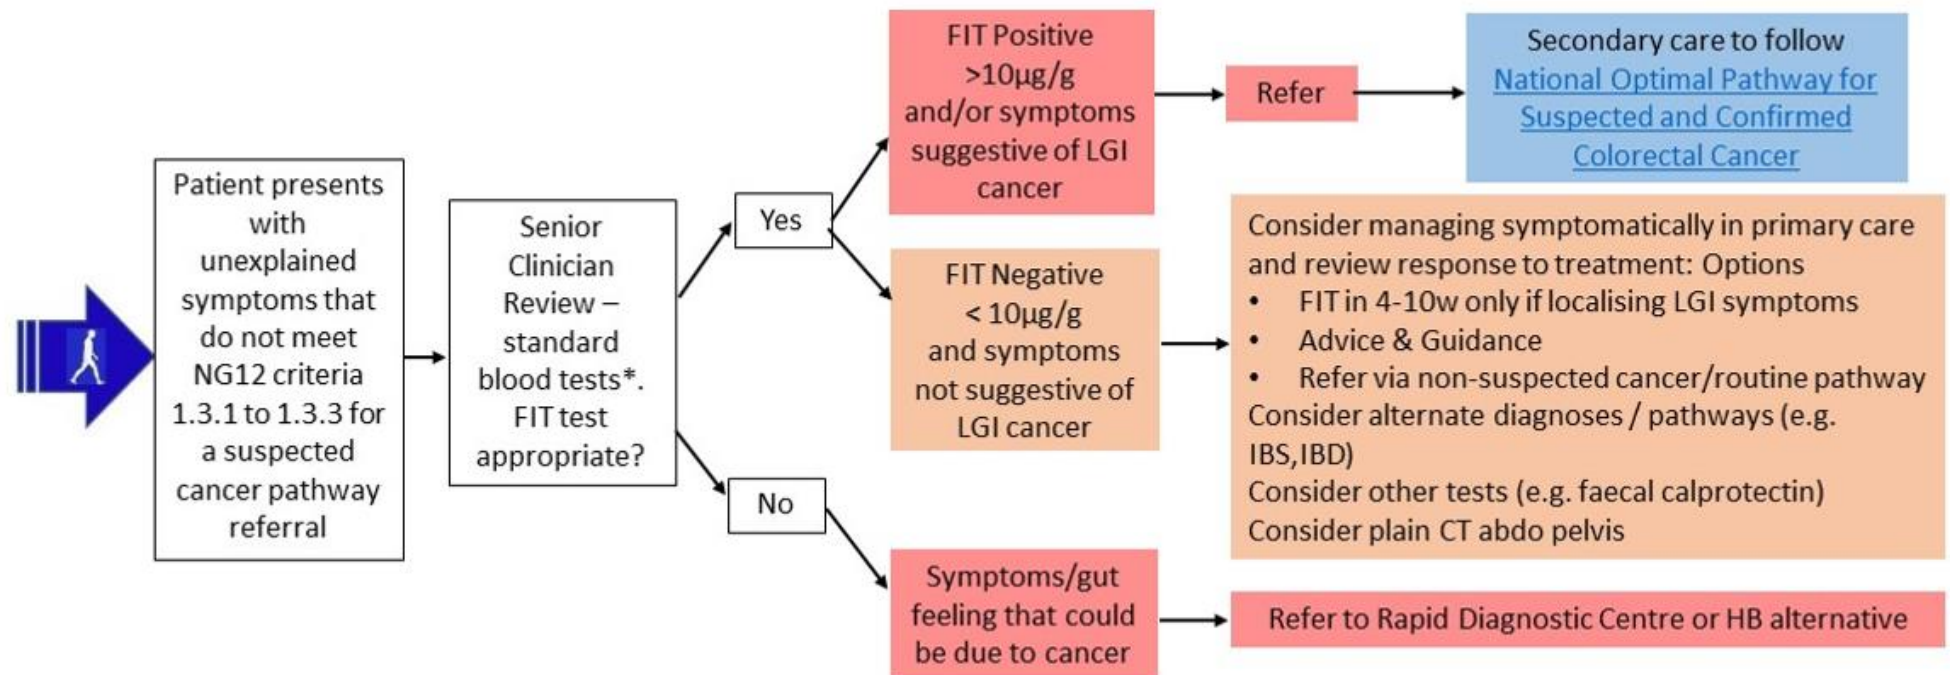 Patient presents
with
unexplained
symptoms that
do not meet
NG12 criteria
1.3.1 to 1.3.3 for
a suspected
cancer pathway
referral
Senior
Clinician
Review –
standard
blood tests*.
FIT test
appropriate?
Yes
No
FIT Positive
>10µg/g
and/or symptoms
suggestive of LGI
cancer
Refer
Secondary care to follow
National Optimal Pathway for
Suspected and Confirmed
Colorectal Cancer
FIT Negative
< 10µg/g
and symptoms
not suggestive of
LGI cancer
Consider managing symptomatically in primary care
and review response to treatment: Options
• FIT in 4-10w only if localising LGI symptoms
• Advice & Guidance
• Refer via non-suspected cancer/routine pathway
Consider alternate diagnoses / pathways (e.g.
IBS,IBD)
Consider other tests (e.g. faecal calprotectin)
Consider plain CT abdo pelvis
Symptoms/gut
feeling that could
be due to cancer
Refer to Rapid Diagnostic Centre or HB alternative